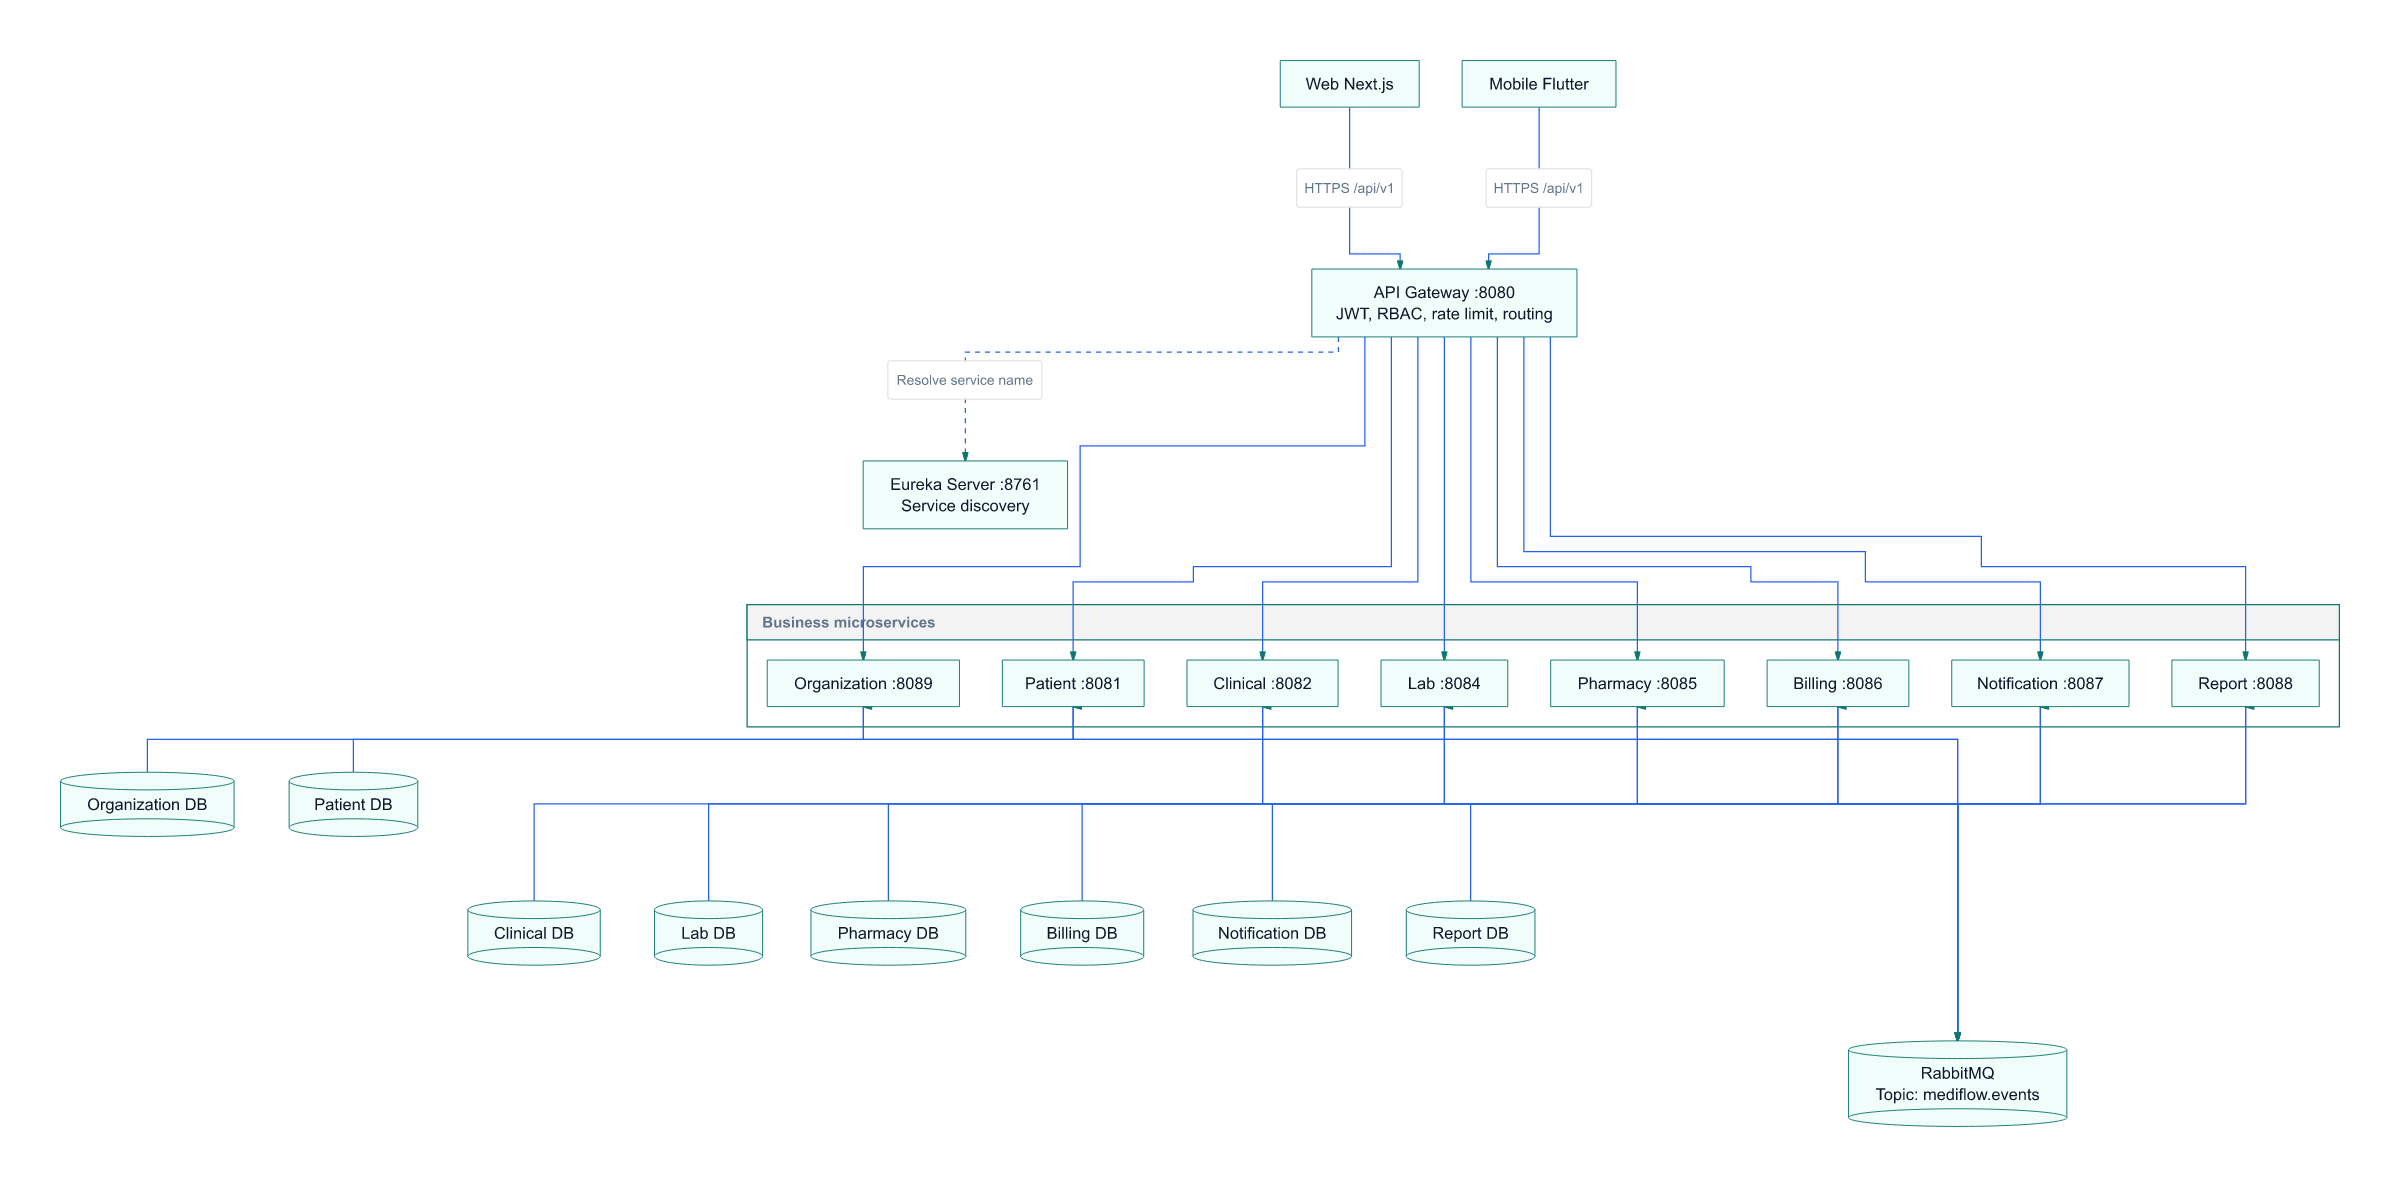 Web Next.js
Mobile Flutter
HTTPS /api/v1
HTTPS /api/v1
API Gateway :8080
JWT, RBAC, rate limit, routing
Resolve service name
Eureka Server :8761
Service discovery
Business microservices
Organization :8089
Patient :8081
Clinical :8082
Lab :8084
Pharmacy :8085
Billing :8086
Notification :8087
Report :8088
Organization DB
Patient DB
Clinical DB
Lab DB
Pharmacy DB
Billing DB
Notification DB
Report DB
RabbitMQ
Topic: mediflow.events